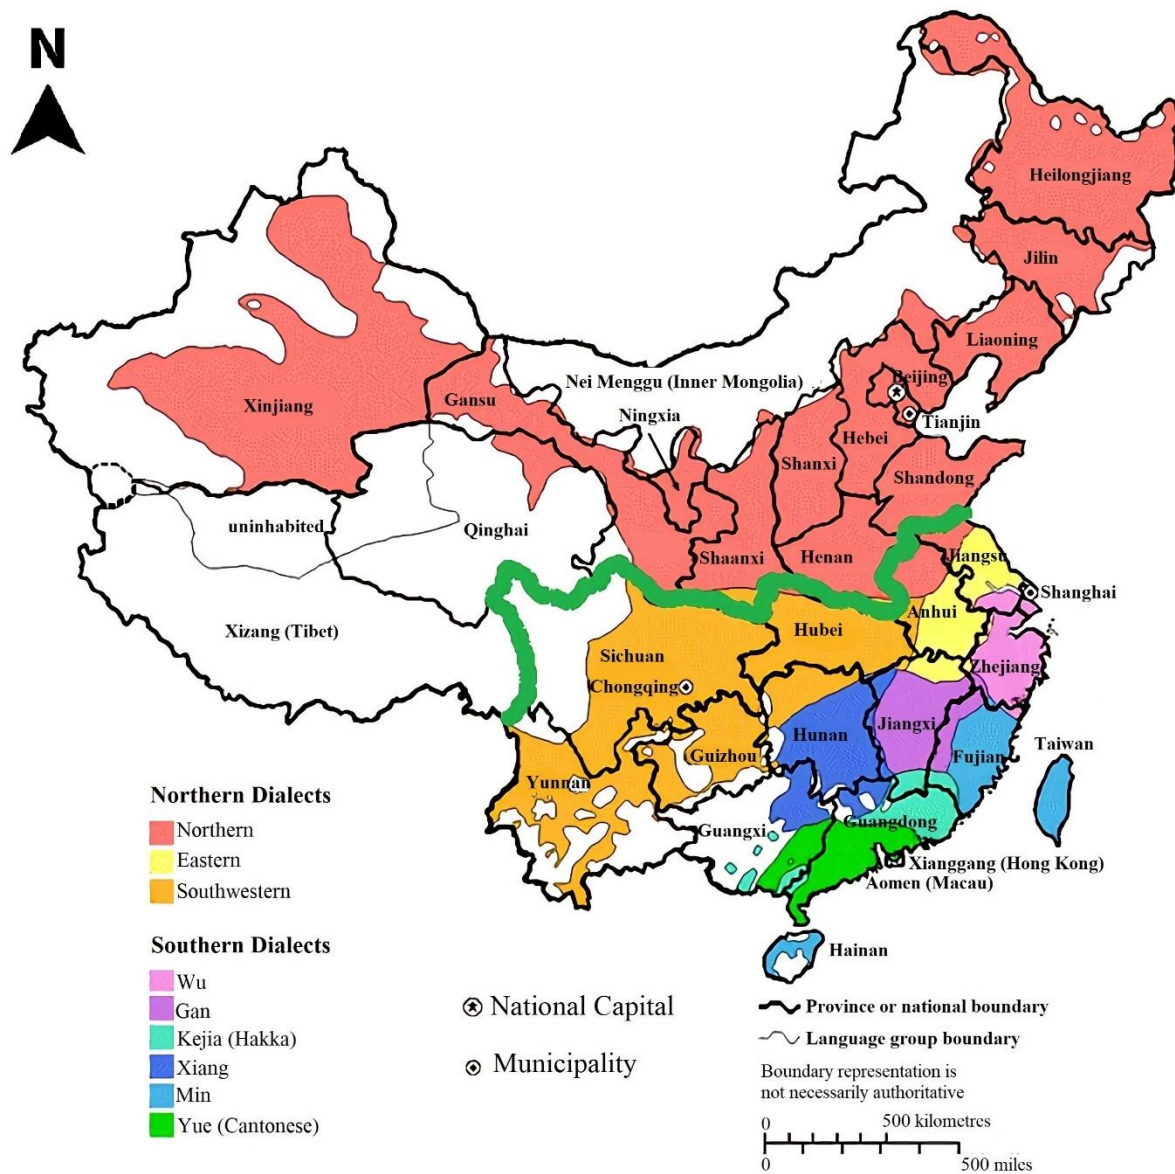 N
Heilongjiang
Jilin
Liaoning
Beijing
Nei Menggu (Inner Mongolia)
Gansu
Xinjiang
Ningxia
Tianjin
Hebei
Shanxi
Shandong
uninhabited
Qinghai
Shaanxi
Henan
Jiangsu
Shanghai
Anhui
Xizang (Tibet)
Hubei
Sichuan
Zhejiang
Chongqing
Jiangxi
Hunan
Taiwan
Guizhou
Fujian
Yunnan
Guangxi
Guangdong
Xianggang (Hong Kong)
Aomen (Macau)
Hainan
Northern Dialects
Northern
Eastern
Southwestern
Southern Dialects
Wu
Gan
Kejia (Hakka)
Xiang
Min
Yue (Cantonese)
National Capital
Municipality
Province or national boundary
Language group boundary
Boundary representation is
not necessarily authoritative
0 500 kilometres
0 500 miles